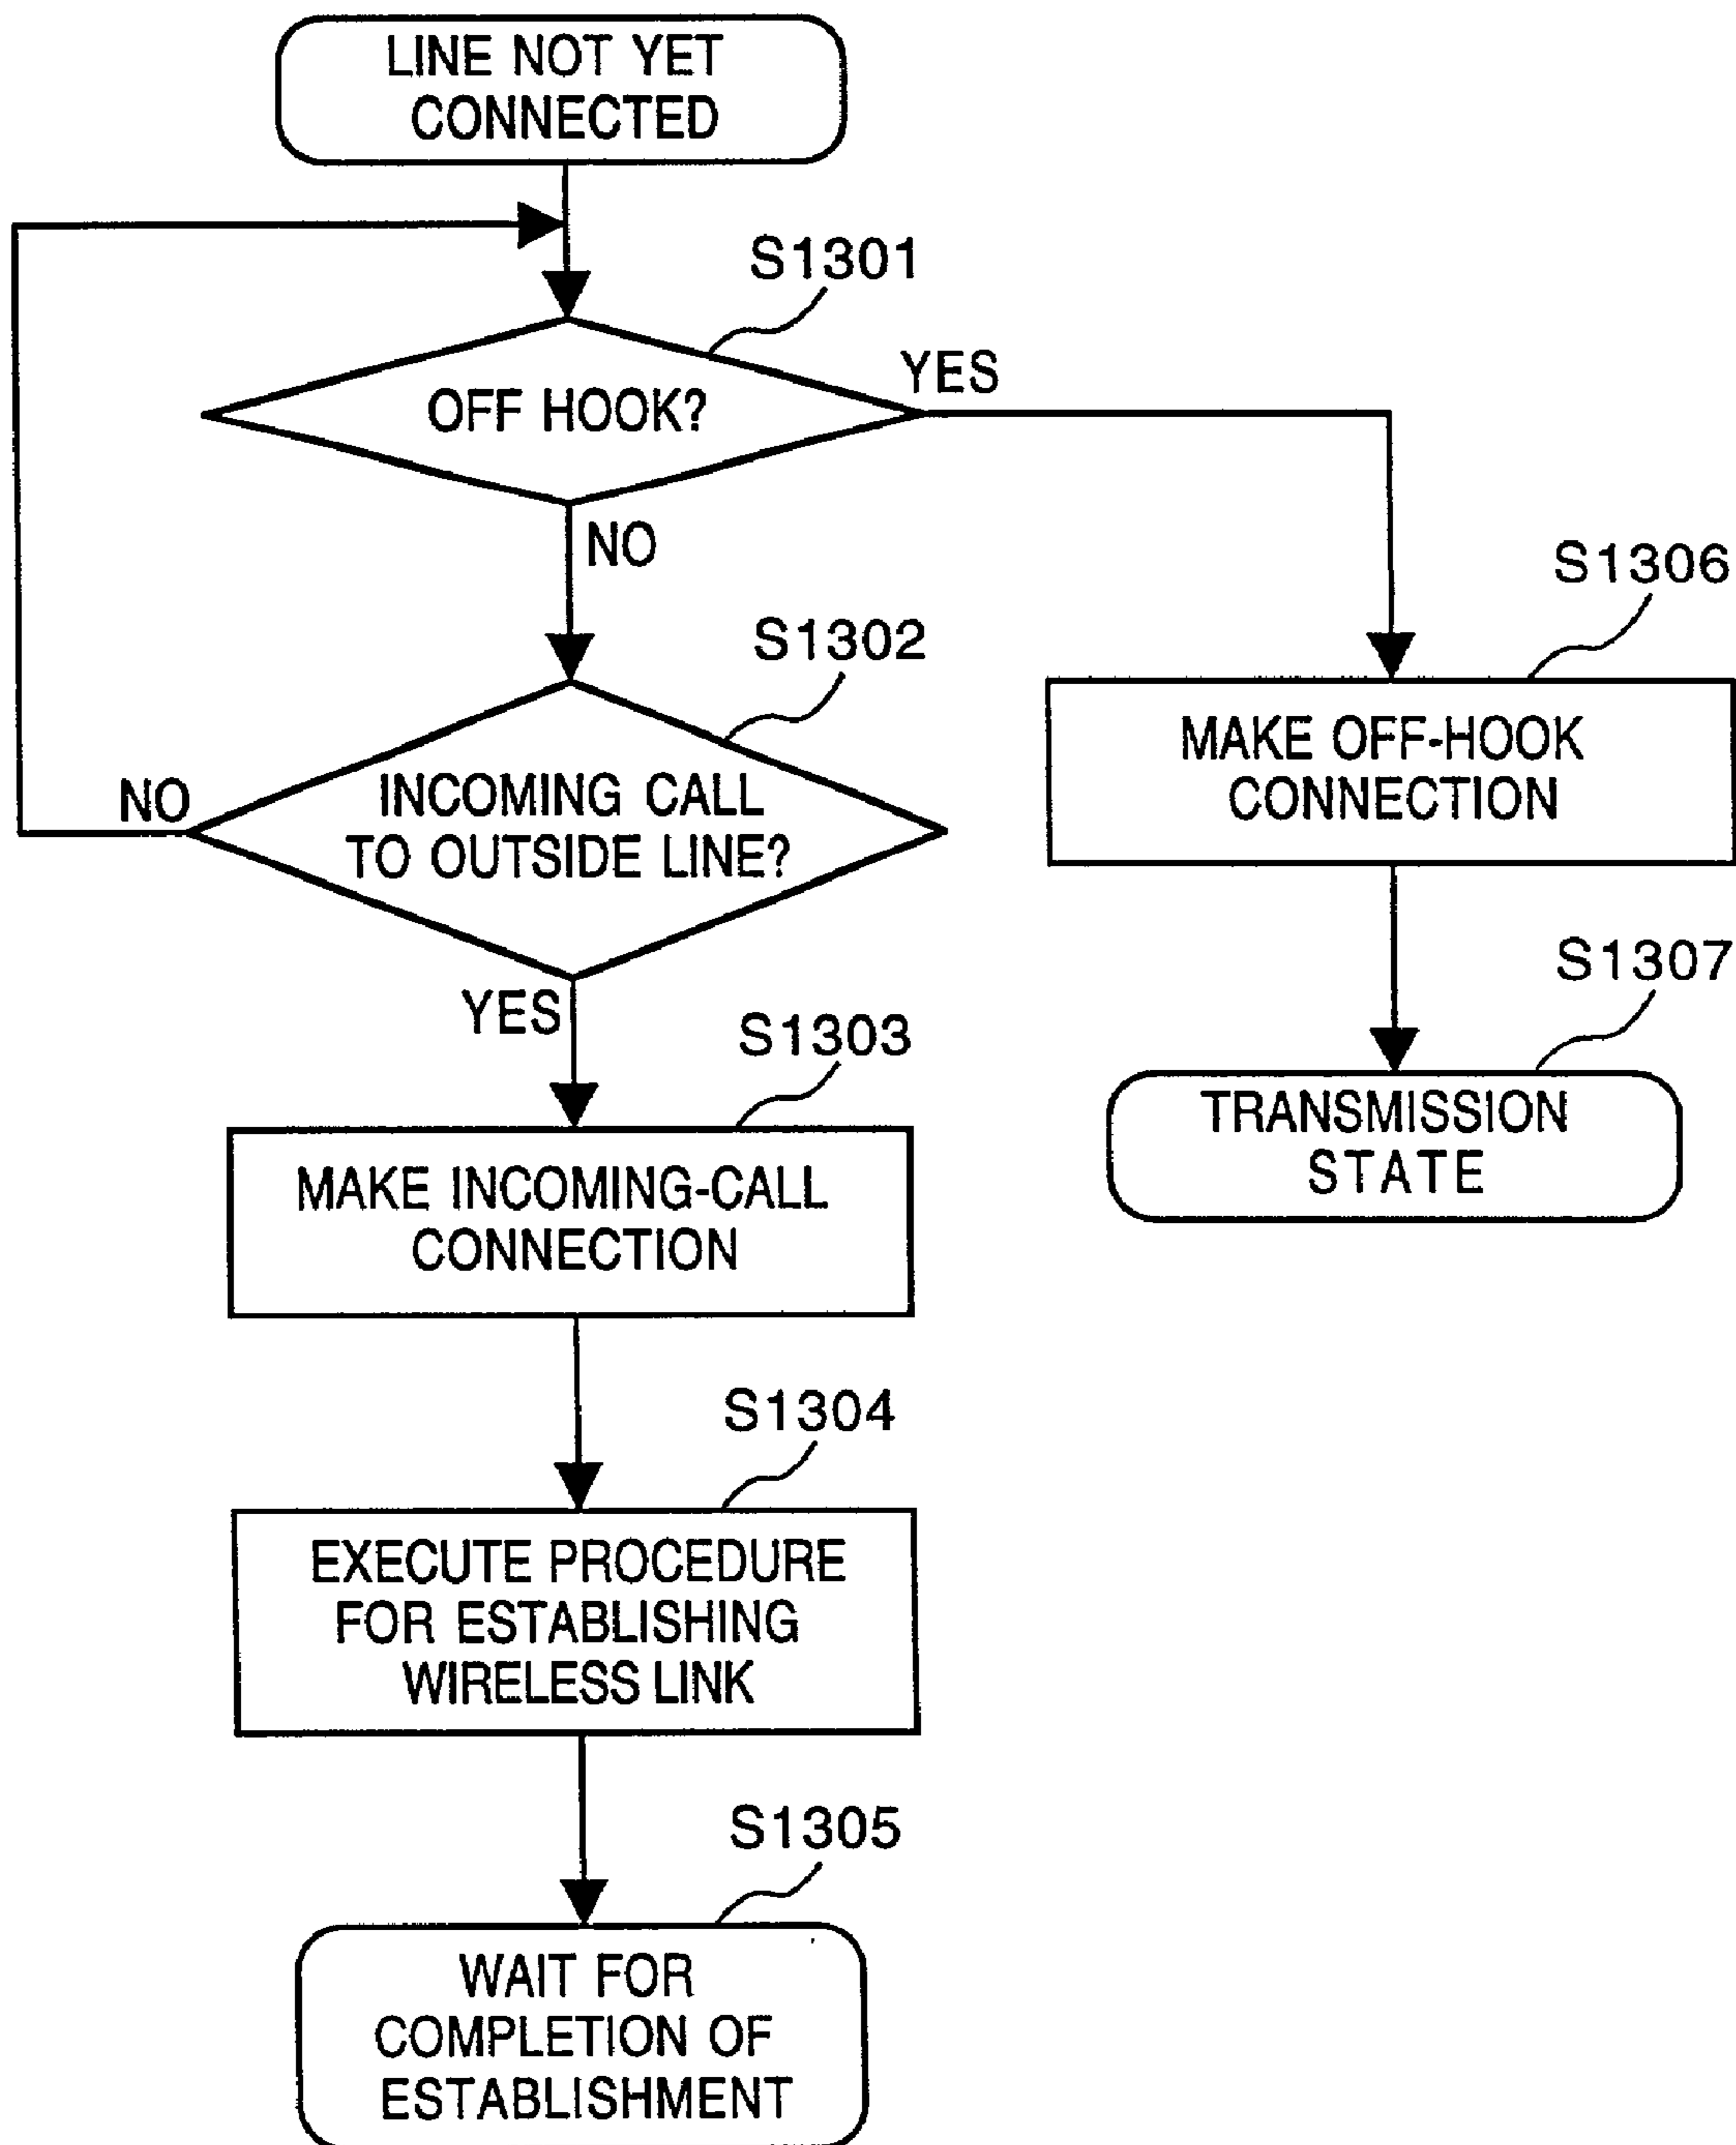 LINE NOT YET
CONNECTED
S1301
OFF HOOK?
YES
NO
S1302
INCOMING CALL
TO OUTSIDE LINE?
NO
YES
S1303
MAKE INCOMING-CALL
CONNECTION
S1304
EXECUTE PROCEDURE
FOR ESTABLISHING
WIRELESS LINK
S1305
WAIT FOR
COMPLETION OF
ESTABLISHMENT
S1306
MAKE OFF-HOOK
CONNECTION
S1307
TRANSMISSION
STATE